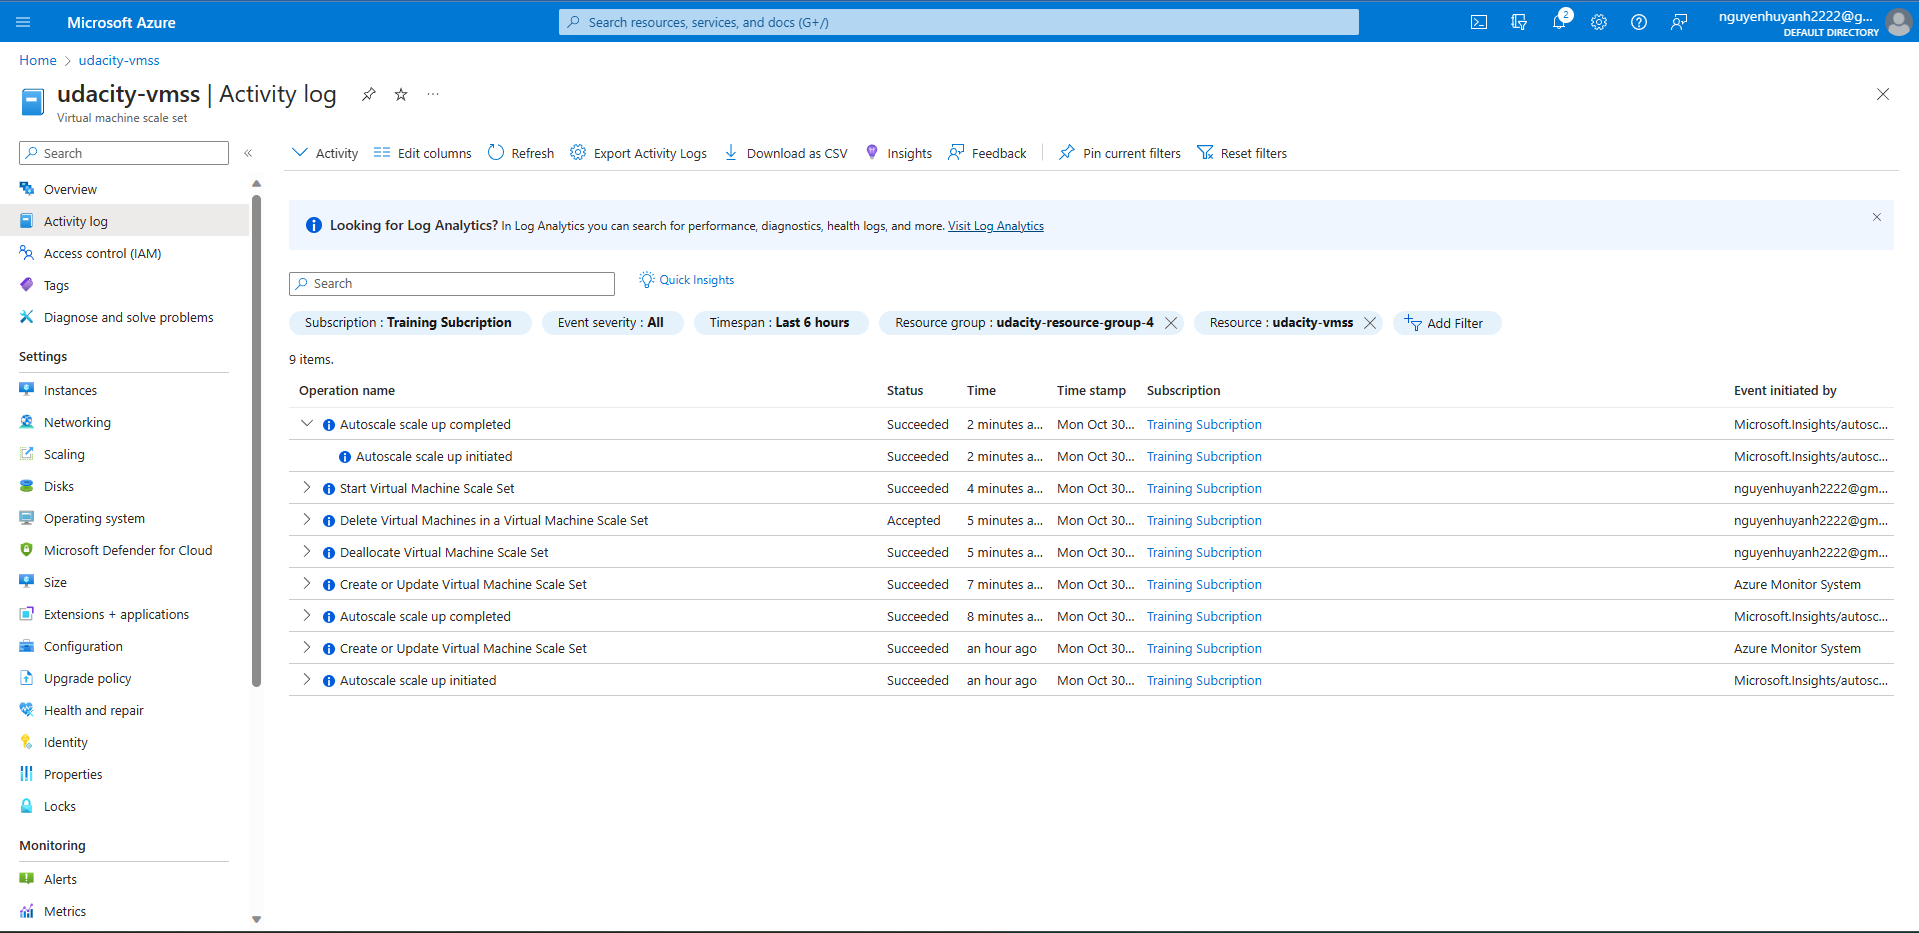 Microsoft Azure
Search resources, services, and docs (G+/)
2
nguyenhuyanh2222@g...
DEFAULT DIRECTORY
Home > udacity-vmss
udacity-vmss | Activity log
...
Virtual machine scale set
Search
«
Overview
Activity log
Access control (IAM)
Tags
Diagnose and solve problems
Settings
Instances
Networking
Scaling
Disks
Operating system
Microsoft Defender for Cloud
Size
Extensions + applications
Configuration
Upgrade policy
Health and repair
Identity
Properties
Locks
Monitoring
Alerts
Metrics
Activity Edit columns Refresh Export Activity Logs Download as CSV Insights Feedback Pin current filters Reset filters
Looking for Log Analytics? In Log Analytics you can search for performance, diagnostics, health logs, and more. Visit Log Analytics
Search
Quick Insights
Subscription : Training Subcription Event severity : All Timespan : Last 6 hours Resource group : udacity-resource-group-4 Resource : udacity-vmss Add Filter
9 items.
Operation name Status Time Time stamp Subscription Event initiated by
Autoscale scale up completed Succeeded 2 minutes a... Mon Oct 30... Training Subcription Microsoft.Insights/autosc...
Autoscale scale up initiated Succeeded 2 minutes a... Mon Oct 30... Training Subcription Microsoft.Insights/autosc...
Start Virtual Machine Scale Set Succeeded 4 minutes a... Mon Oct 30... Training Subcription nguyenhuyanh2222@gm...
Delete Virtual Machines in a Virtual Machine Scale Set Accepted 5 minutes a... Mon Oct 30... Training Subcription nguyenhuyanh2222@gm...
Deallocate Virtual Machine Scale Set Succeeded 5 minutes a... Mon Oct 30... Training Subcription nguyenhuyanh2222@gm...
Create or Update Virtual Machine Scale Set Succeeded 7 minutes a... Mon Oct 30... Training Subcription Azure Monitor System
Autoscale scale up completed Succeeded 8 minutes a... Mon Oct 30... Training Subcription Microsoft.Insights/autosc...
Create or Update Virtual Machine Scale Set Succeeded an hour ago Mon Oct 30... Training Subcription Azure Monitor System
Autoscale scale up initiated Succeeded an hour ago Mon Oct 30... Training Subcription Microsoft.Insights/autosc...